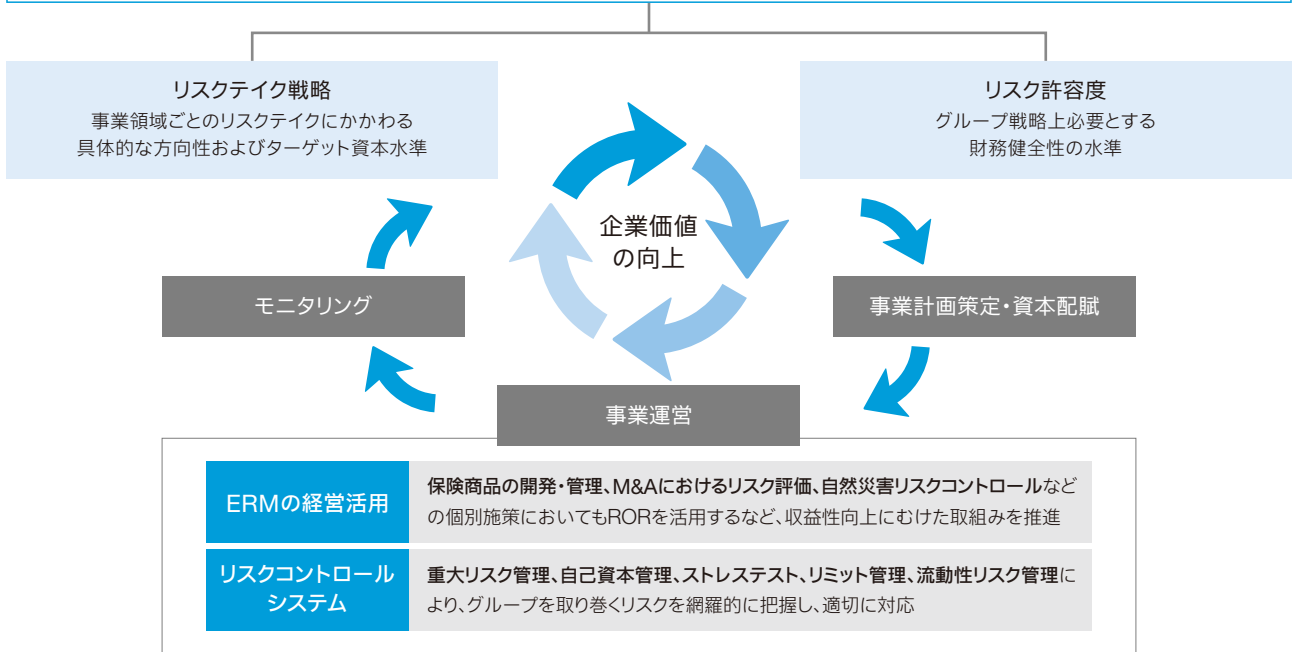 リスクテイク戦略
事業領域ごとのリスクテイクにかかわる
具体的な方向性およびターゲット資本水準
リスク許容度
グループ戦略上必要とする
財務健全性の水準
企業価値
の向上
モニタリング
事業計画策定・資本配賦
事業運営
ERMの経営活用
保険商品の開発・管理、M&Aにおけるリスク評価、自然災害リスクコントロールなど
の個別施策においてもRORを活用するなど、収益性向上にむけた取組みを推進
リスクコントロール
システム
重大リスク管理、自己資本管理、ストレステスト、リミット管理、流動性リスク管理に
より、グループを取り巻くリスクを網羅的に把握し、適切に対応